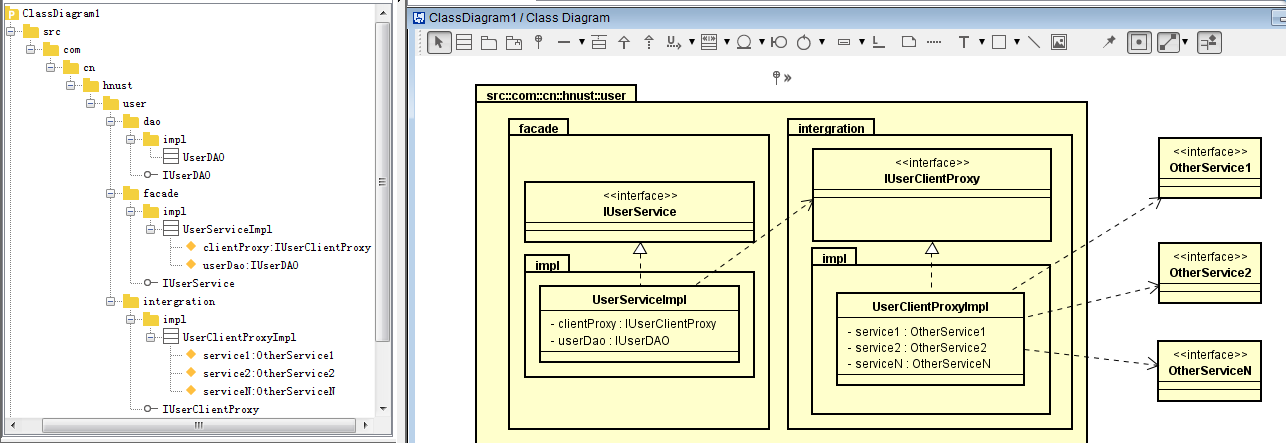 ClassDiagram1
src
com
cn
hnust
user
dao
impl
UserDAO
IUserDAO
facade
impl
UserServiceImpl
clientProxy:IUserClientProxy
userDao:IUserDAO
IUserService
intergration
impl
UserClientProxyImpl
service1:OtherService1
service2:OtherService2
serviceN:OtherServiceN
IUserClientProxy
ClassDiagram1 / Class Diagram
src::com::cn::hnust::user
facade
<<interface>>
IUserService
impl
UserServiceImpl
- clientProxy : IUserClientProxy
- userDao : IUserDAO
intergration
<<interface>>
IUserClientProxy
impl
UserClientProxyImpl
- service1 : OtherService1
- service2 : OtherService2
- serviceN : OtherServiceN
<<interface>>
OtherService1
<<interface>>
OtherService2
<<interface>>
OtherServiceN